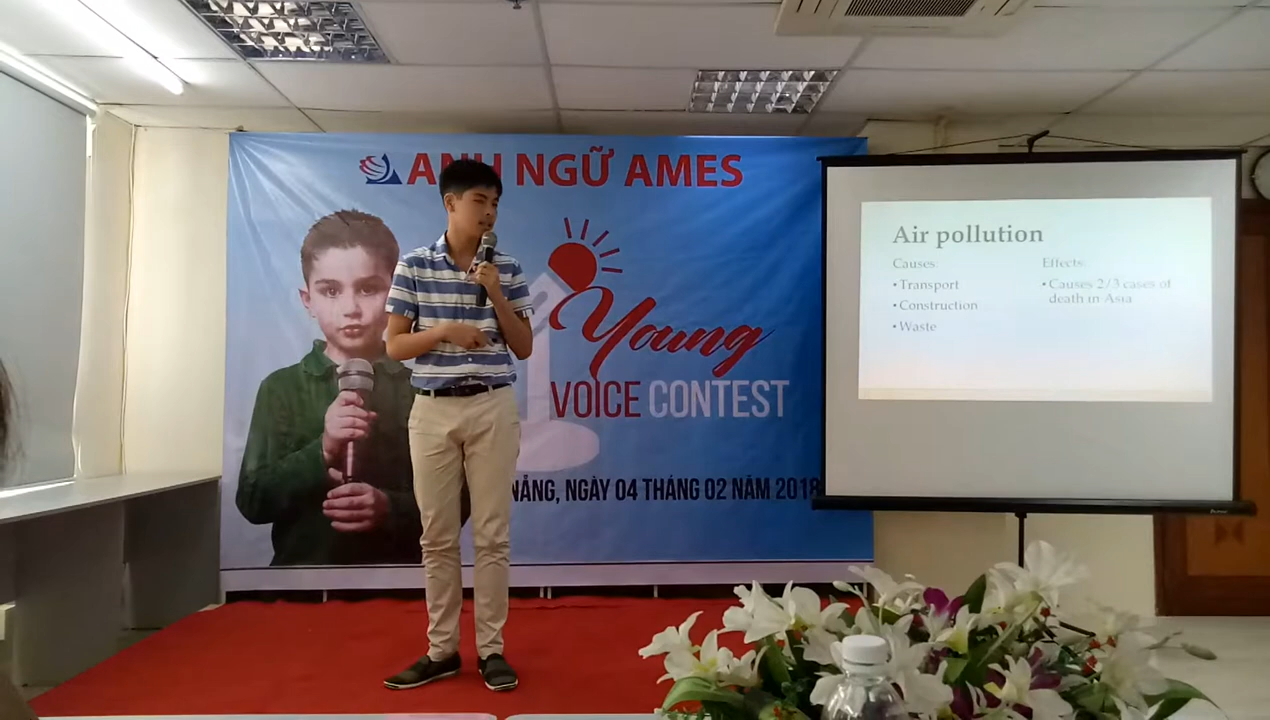 ANH NGỮ AMES
Young
VOICE CONTEST
NẴNG, NGÀY 04 THÁNG 02 NĂM 2018
Air pollution
Causes:
• Transport
• Construction
• Waste
Effects:
• Causes 2/3 cases of
death in Asia